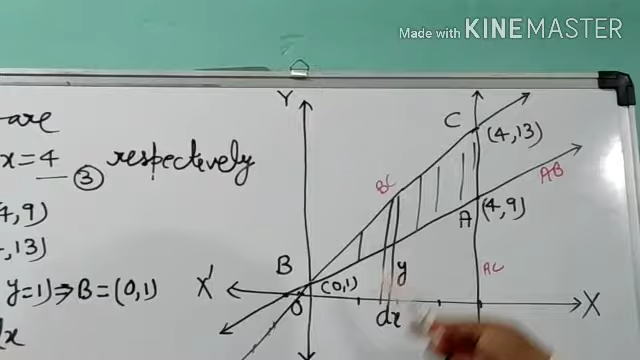 Made with KINEMASTER
are
x = 4 ③ respectively
4, 9)
, 13)
y = 1) ⇒ B = (0, 1)
dx
Y
C
(4, 13)
BC
AB
A (4, 9)
B
(0, 1)
y
AC
X'
O
dx
X